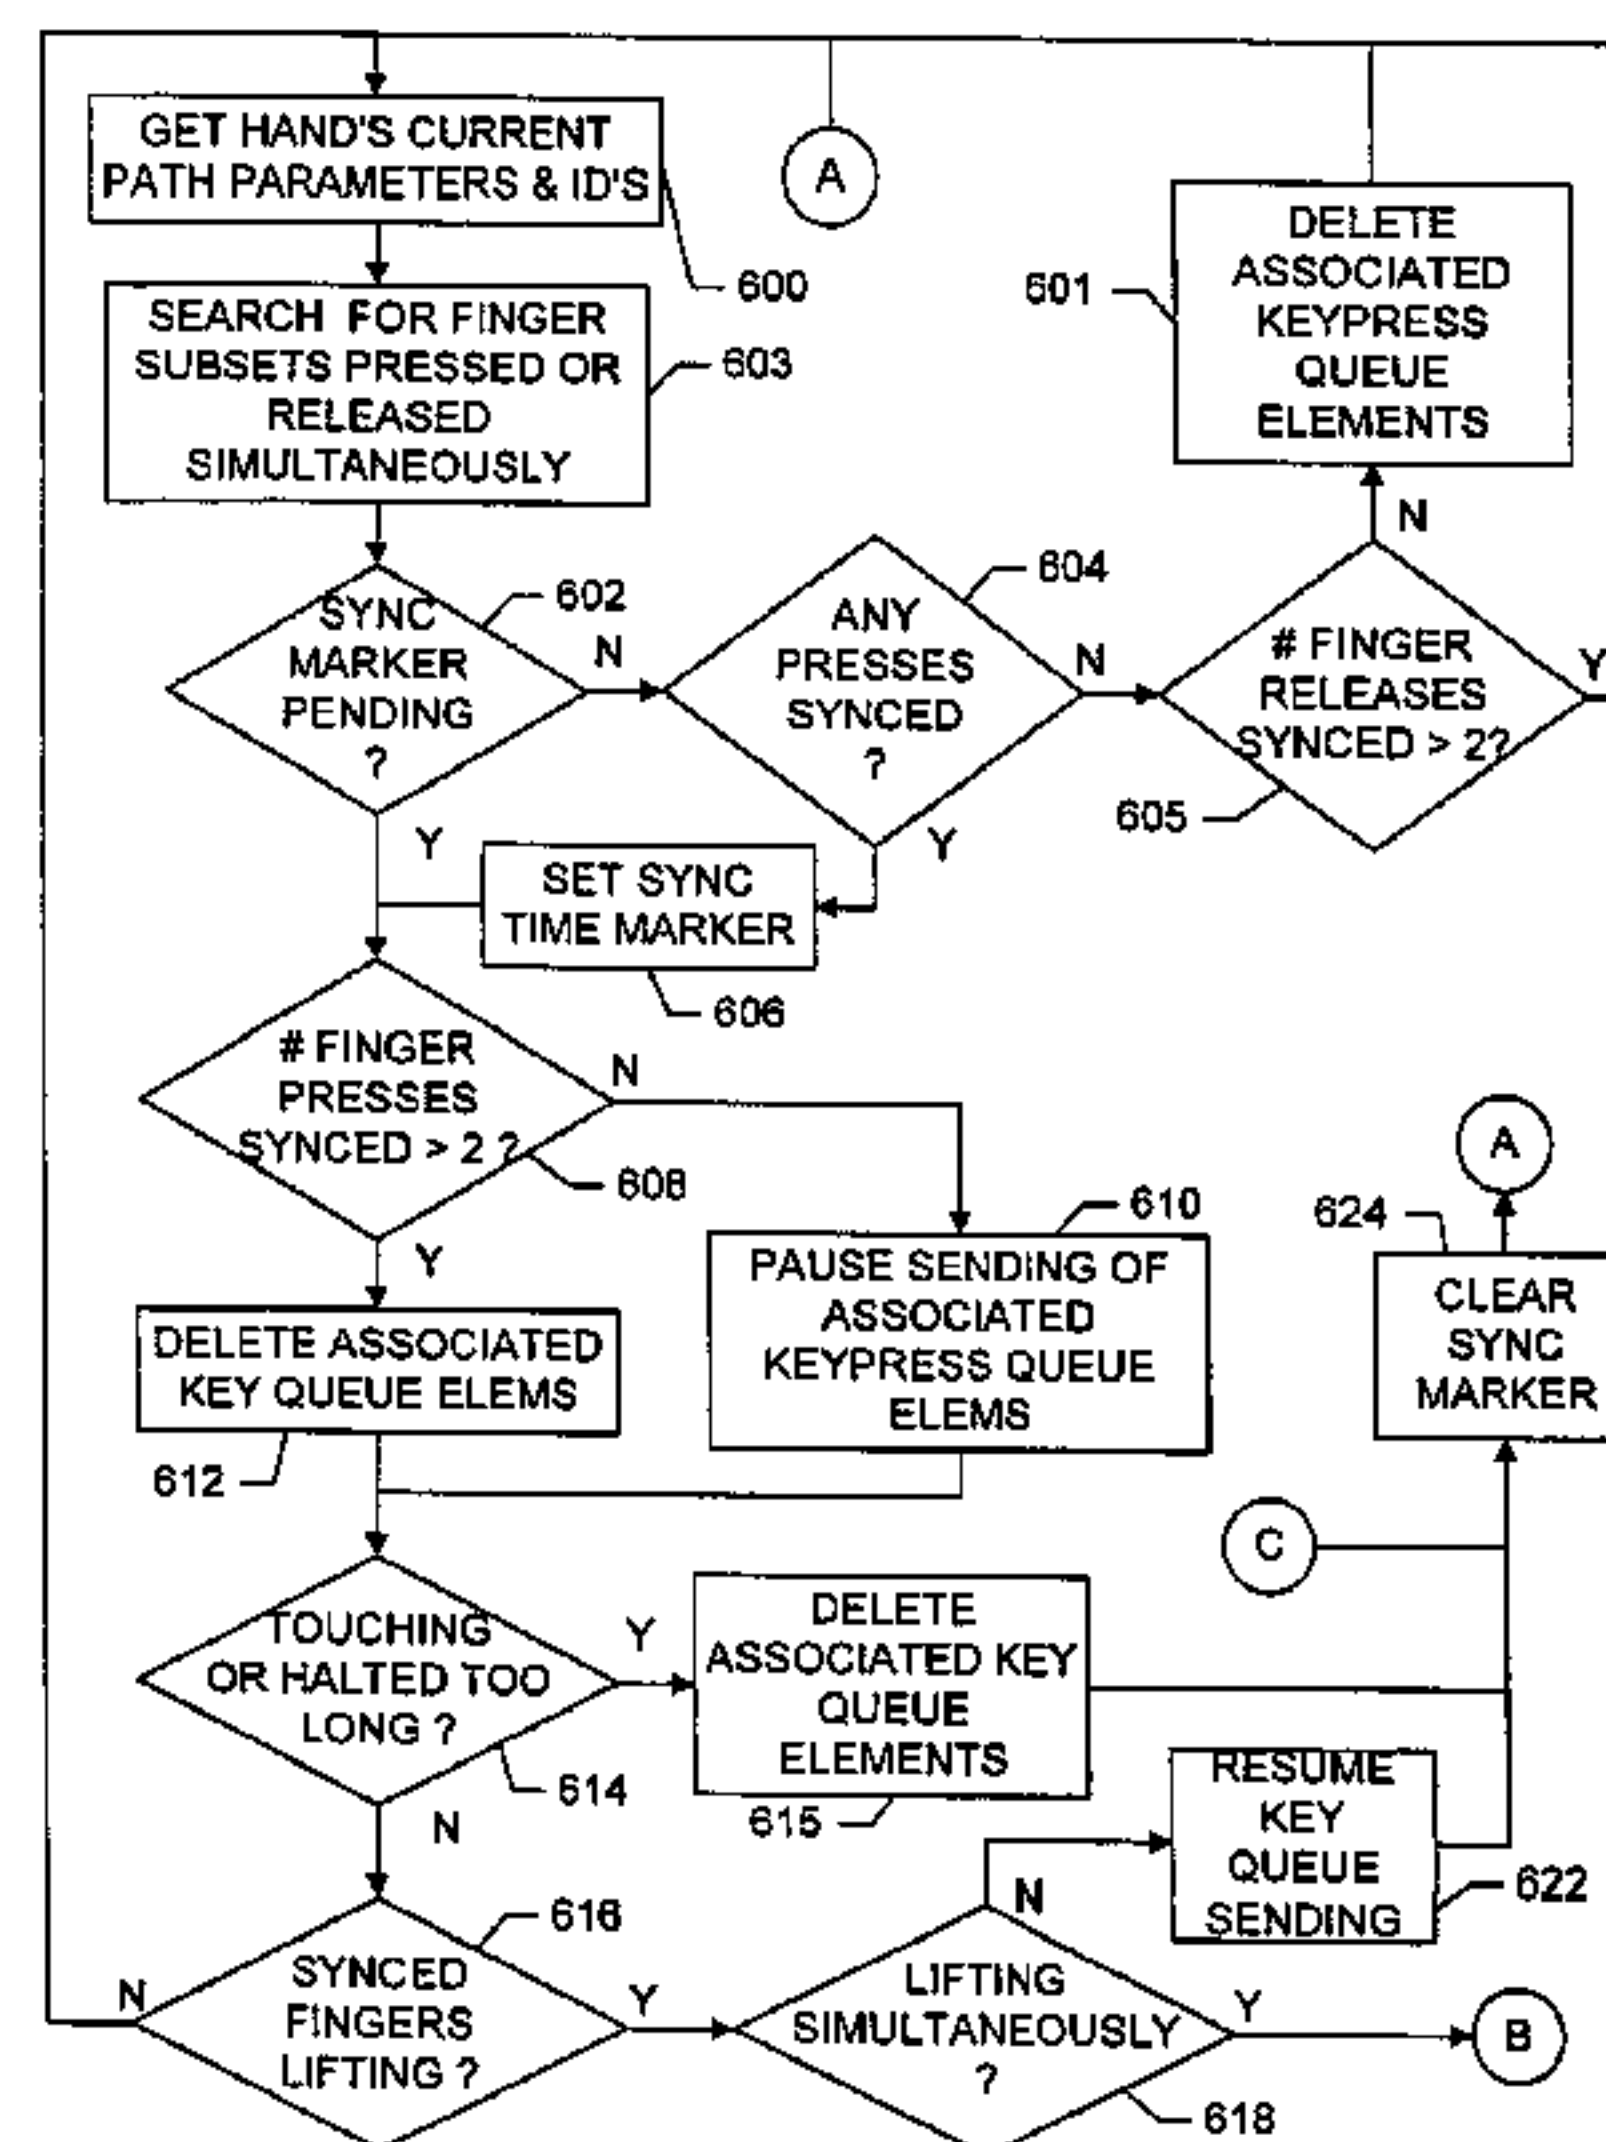 GET HAND'S CURRENT
PATH PARAMETERS & ID'S
600
A
DELETE
ASSOCIATED
KEYPRESS
QUEUE
ELEMENTS
601
SEARCH FOR FINGER
SUBSETS PRESSED OR
RELEASED
SIMULTANEOUSLY
603
SYNC
MARKER
PENDING
?
602
N
Y
ANY
PRESSES
SYNCED
?
604
N
Y
# FINGER
RELEASES
SYNCED > 2?
605
N
Y
SET SYNC
TIME MARKER
606
# FINGER
PRESSES
SYNCED > 2 ?
608
N
Y
PAUSE SENDING OF
ASSOCIATED
KEYPRESS QUEUE
ELEMS
610
DELETE ASSOCIATED
KEY QUEUE ELEMS
612
A
624
CLEAR
SYNC
MARKER
C
TOUCHING
OR HALTED TOO
LONG ?
614
Y
N
DELETE
ASSOCIATED KEY
QUEUE
ELEMENTS
615
RESUME
KEY
QUEUE
SENDING
622
SYNCED
FINGERS
LIFTING ?
616
N
Y
LIFTING
SIMULTANEOUSLY
?
618
N
Y
B